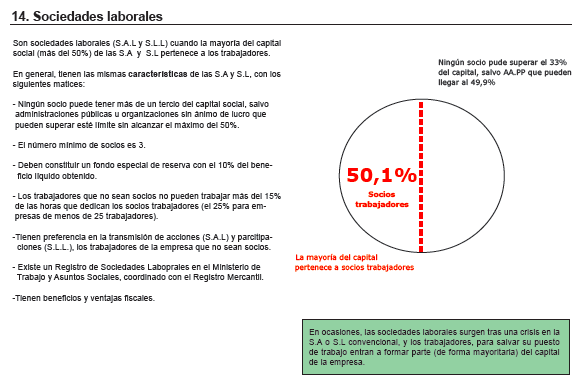 14. Sociedades laborales
Son sociedades laborales (S.A.L y S.L.L) cuando la mayoría del capital
social (más del 50%) de las S.A y S.L pertenece a los trabajadores.
En general, tienen las mismas características de las S.A y S.L, con los
siguientes matices:
- Ningún socio puede tener más de un tercio del capital social, salvo
administraciones públicas u organizaciones sin ánimo de lucro que
pueden superar esté límite sin alcanzar el máximo del 50%.
- El número mínimo de socios es 3.
- Deben constituir un fondo especial de reserva con el 10% del bene-
ficio líquido obtenido.
- Los trabajadores que no sean socios no pueden trabajar más del 15%
de las horas que dedican los socios trabajadores (el 25% para em-
presas de menos de 25 trabajadores).
-Tienen preferencia en la transmisión de acciones (S.A.L) y parcitipa-
ciones (S.L.L.), los trabajadores de la empresa que no sean socios.
- Existe un Registro de Sociedades Laboprales en el Ministerio de
Trabajo y Asuntos Sociales, coordinado con el Registro Mercantil.
-Tienen beneficios y ventajas fiscales.
Ningún socio pude superar el 33%
del capital, salvo AA.PP que pueden
llegar al 49,9%
50,1%
Socios
trabajadores
La mayoría del capital
pertenece a socios trabajadores
En ocasiones, las sociedades laborales surgen tras una crisis en la
S.A o S.L convencional, y los trabajadores, para salvar su puesto
de trabajo entran a formar parte (de forma mayoritaria) del capital
de la empresa.